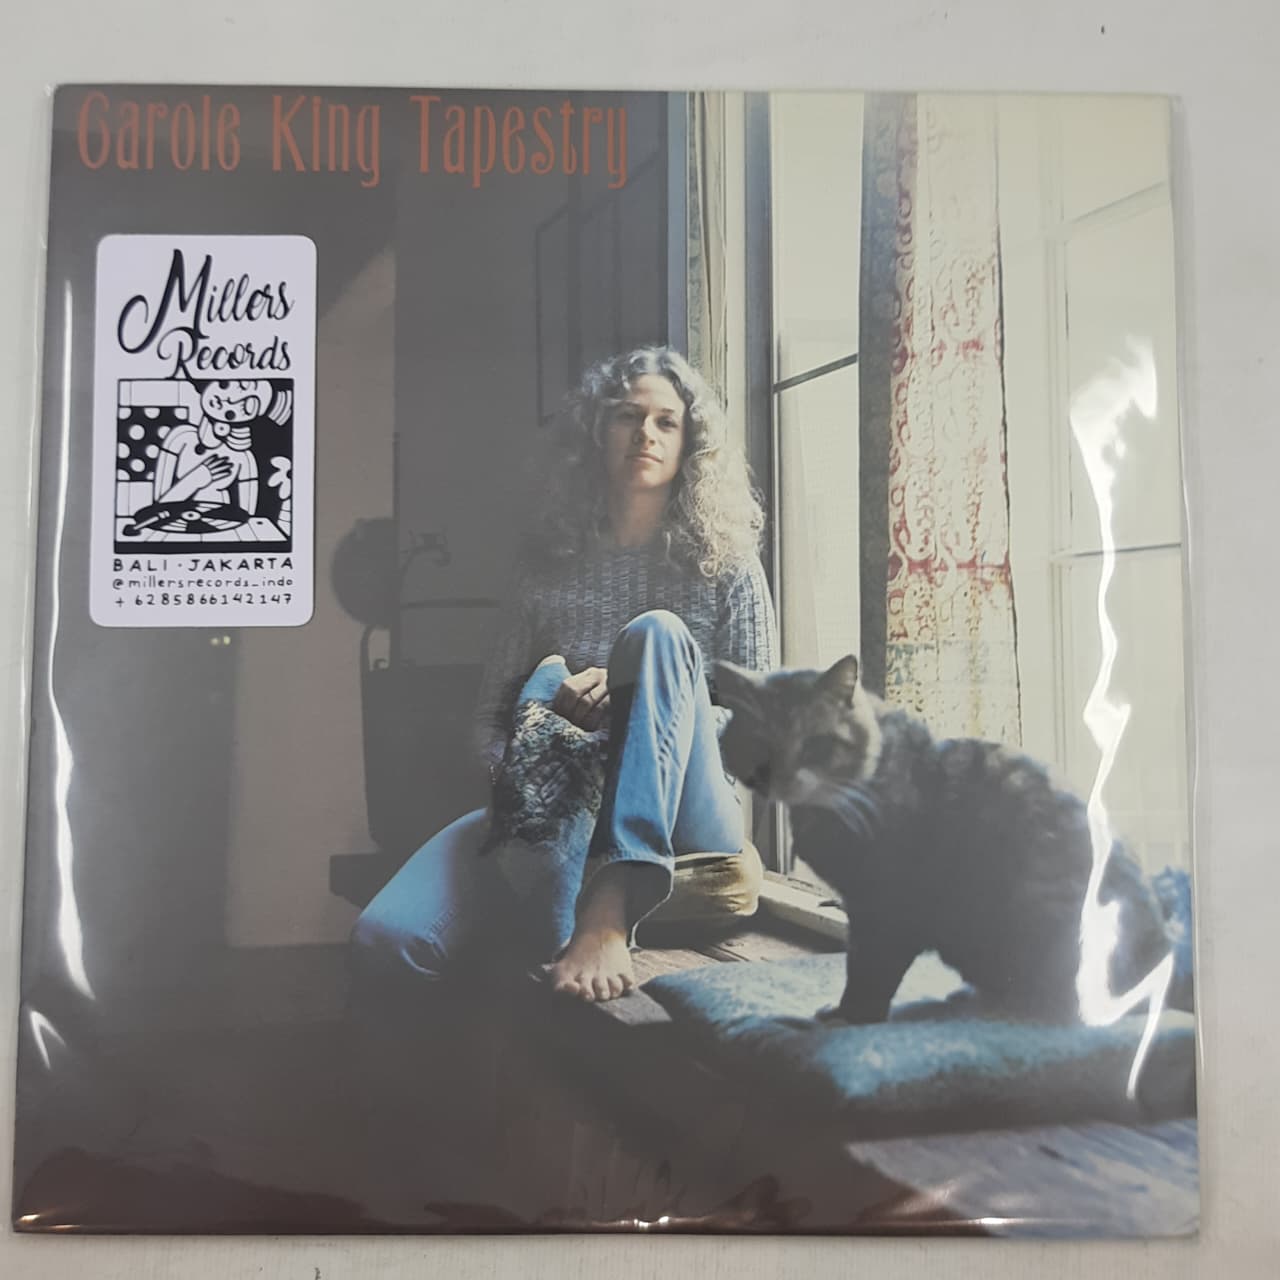 Carole King Tapestry
Millers
Records
BALI · JAKARTA
@millersrecords_indo
+ 6285866142147